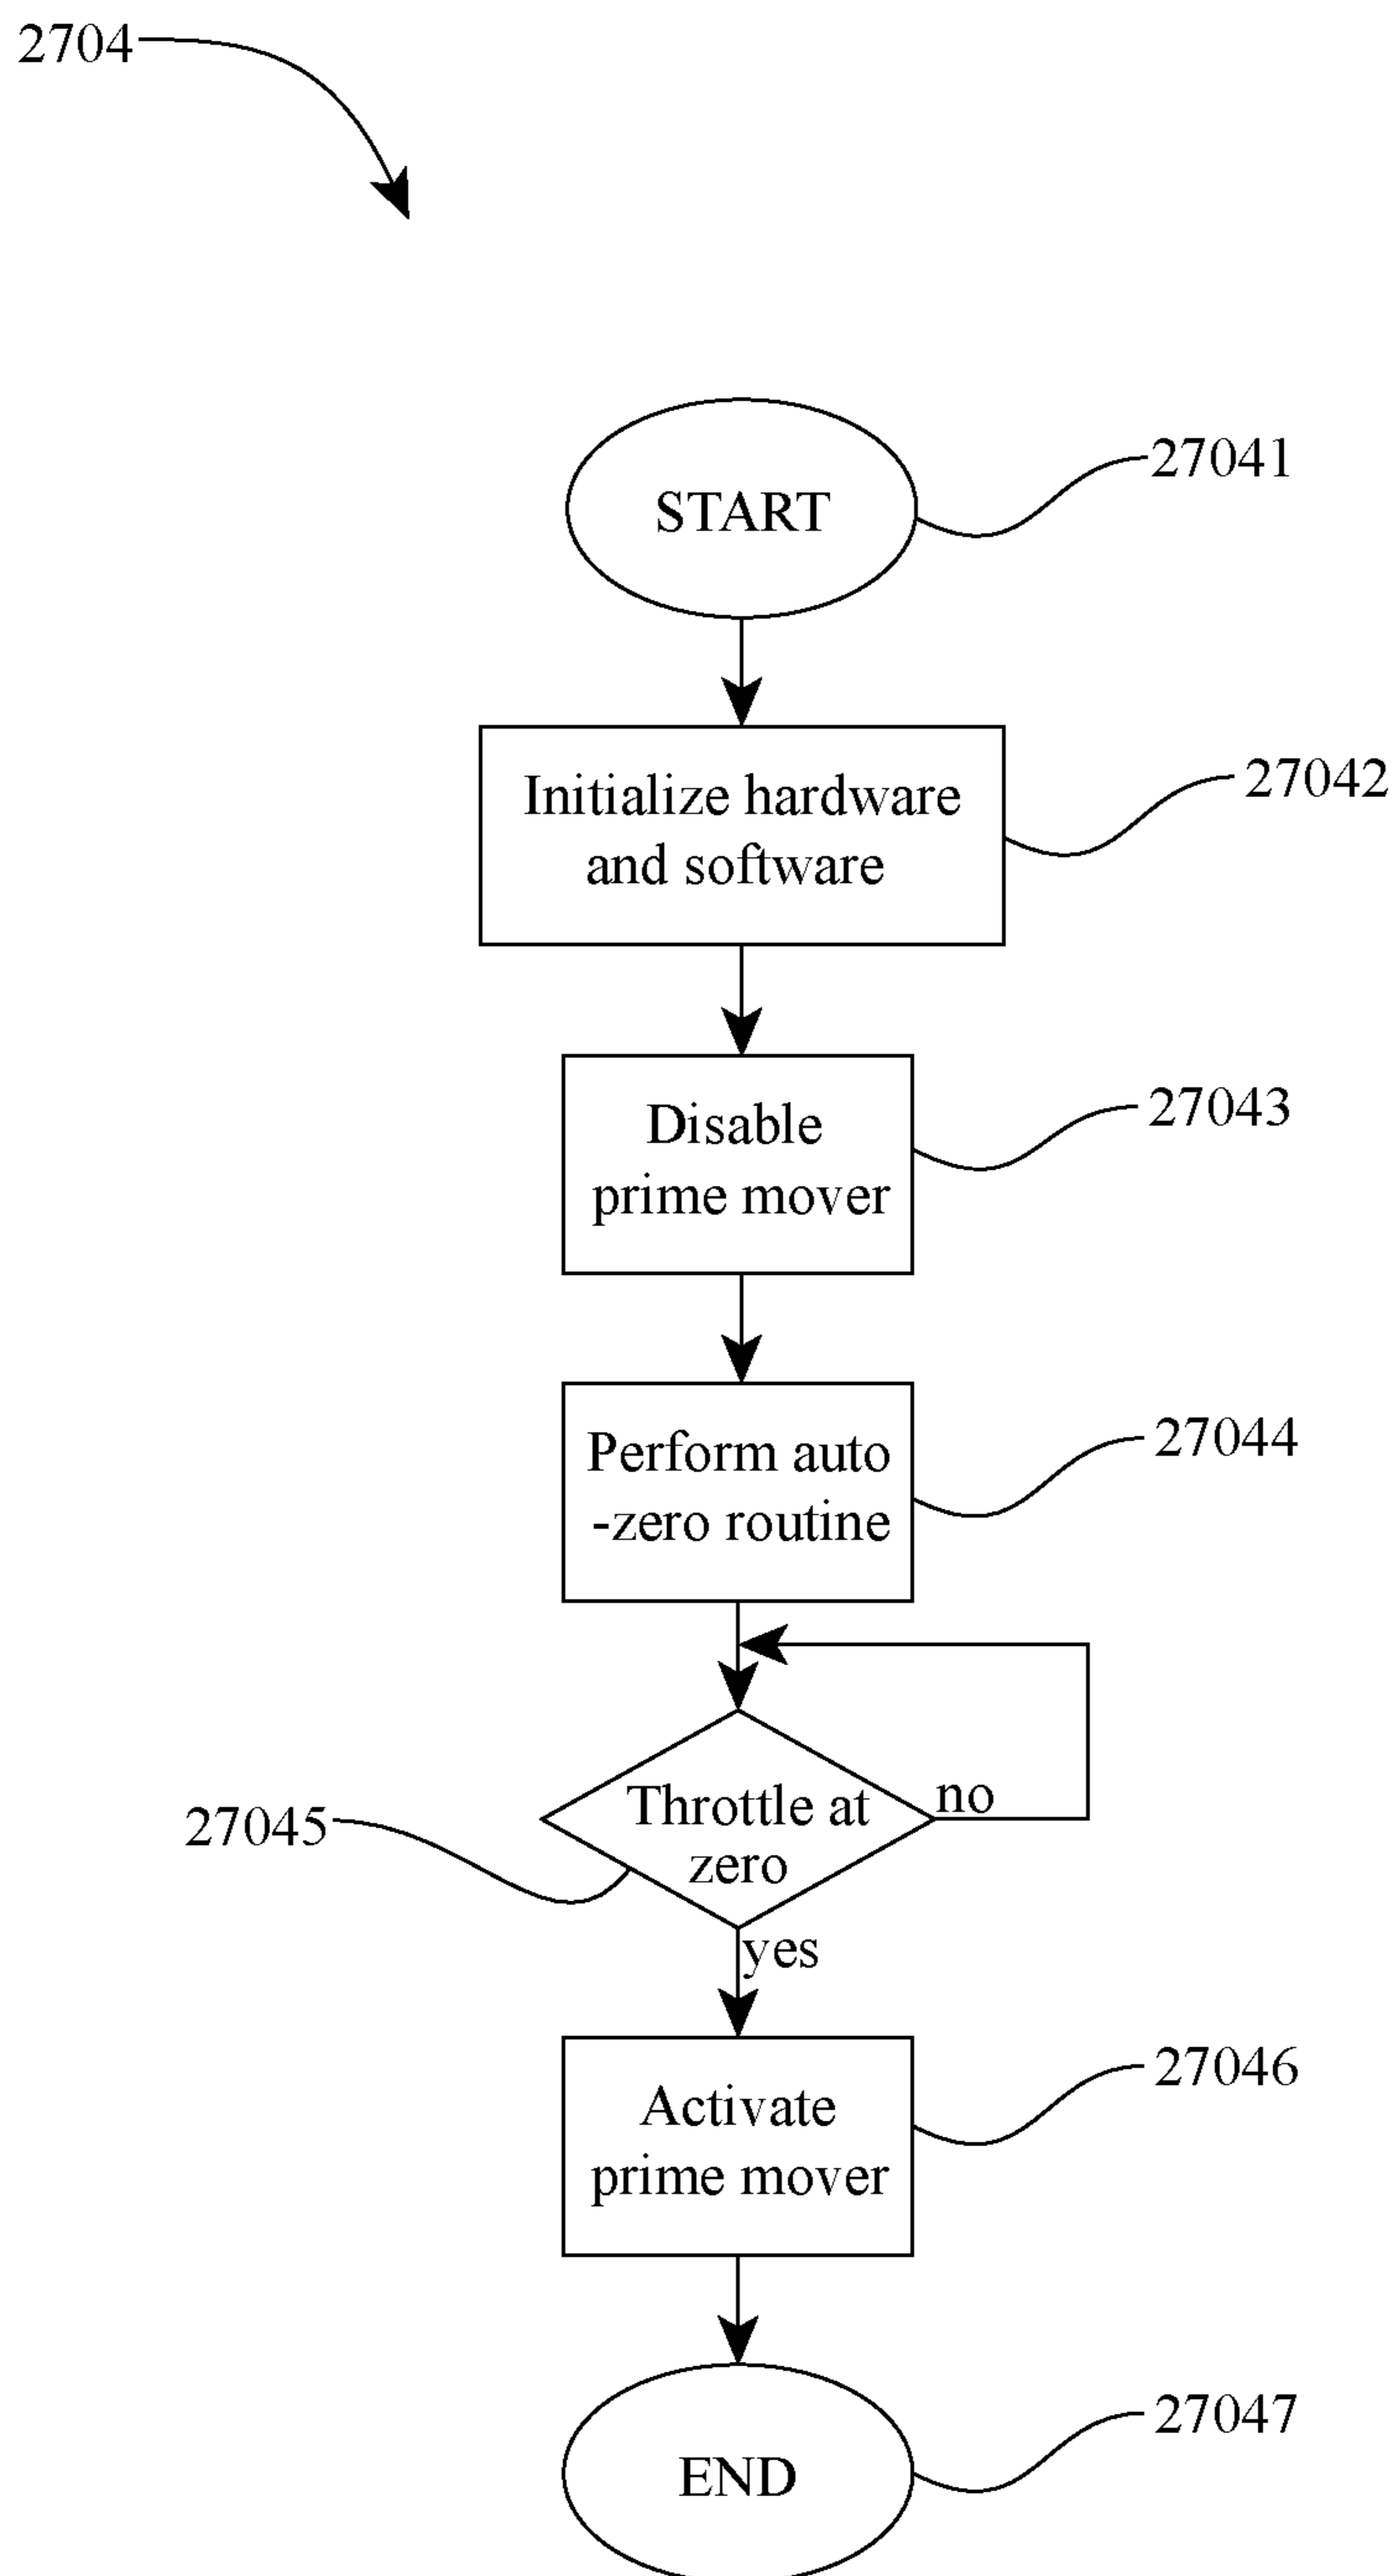 2704
START
27041
Initialize hardware
and software
27042
Disable
prime mover
27043
Perform auto
-zero routine
27044
Throttle at
zero
no
27045
yes
Activate
prime mover
27046
END
27047